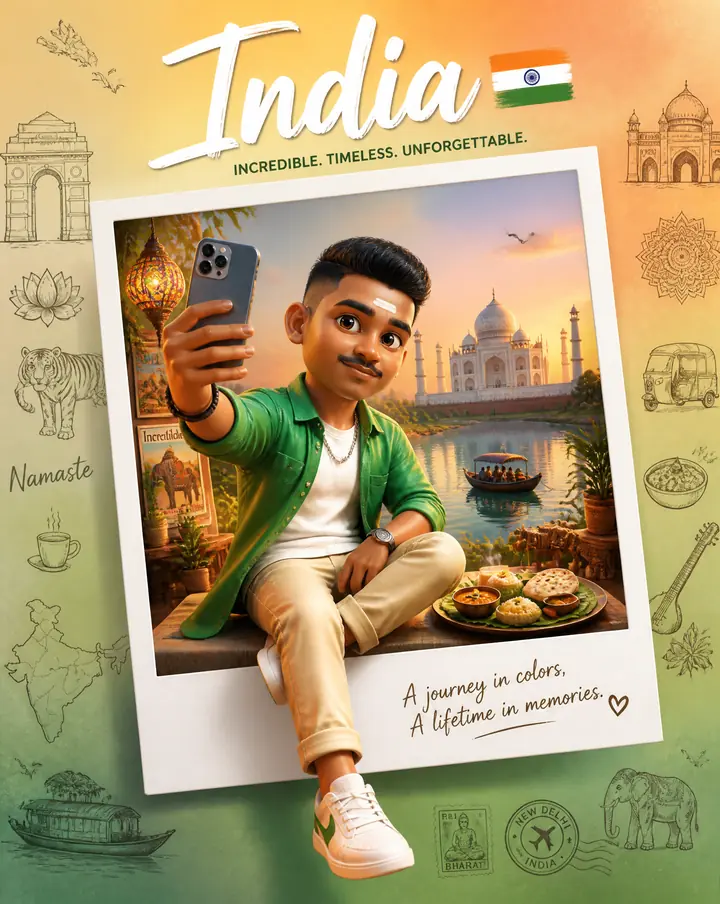 India
INCREDIBLE. TIMELESS. UNFORGETTABLE.
Namaste
A journey in colors,
A lifetime in memories.
BHARAT
NEW DELHI
INDIA